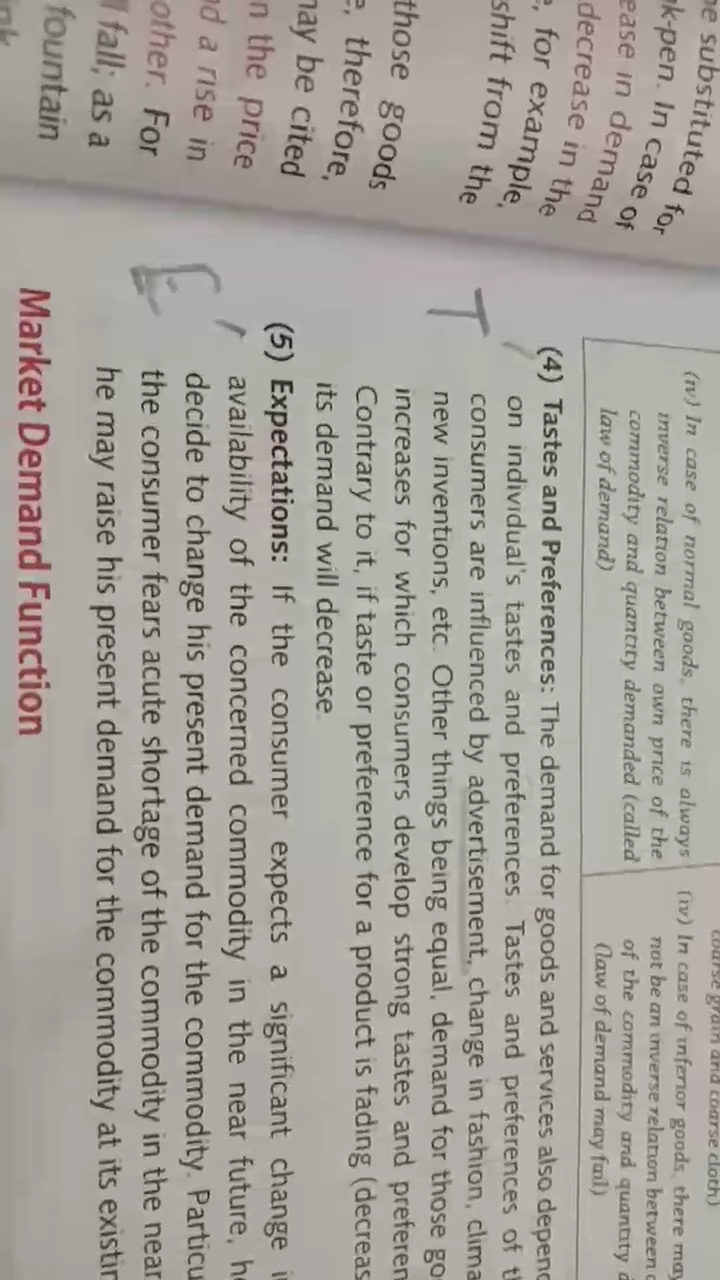 be substituted for
k-pen. In case of
ease in demand
decrease in the
for example,
shift from the
those goods
therefore,
may be cited
n the price
d a rise in
other. For
fall; as a
fountain
coarse grain and coarse cloth)
(iv) In case of normal goods, there is always
inverse relation between own price of the
commodity and quantity demanded (called
law of demand)
(iv) In case of inferior goods, there may
not be an inverse relation between
of the commodity and quantity
(law of demand may fail)
T
(4) Tastes and Preferences: The demand for goods and services also depen
on individual's tastes and preferences. Tastes and preferences of t
consumers are influenced by advertisement, change in fashion, clima
new inventions, etc. Other things being equal, demand for those go
increases for which consumers develop strong tastes and preferen
Contrary to it, if taste or preference for a product is fading (decreas
its demand will decrease.
E
(5) Expectations: If the consumer expects a significant change i
availability of the concerned commodity in the near future, h
decide to change his present demand for the commodity. Particu
the consumer fears acute shortage of the commodity in the near
he may raise his present demand for the commodity at its existin
Market Demand Function